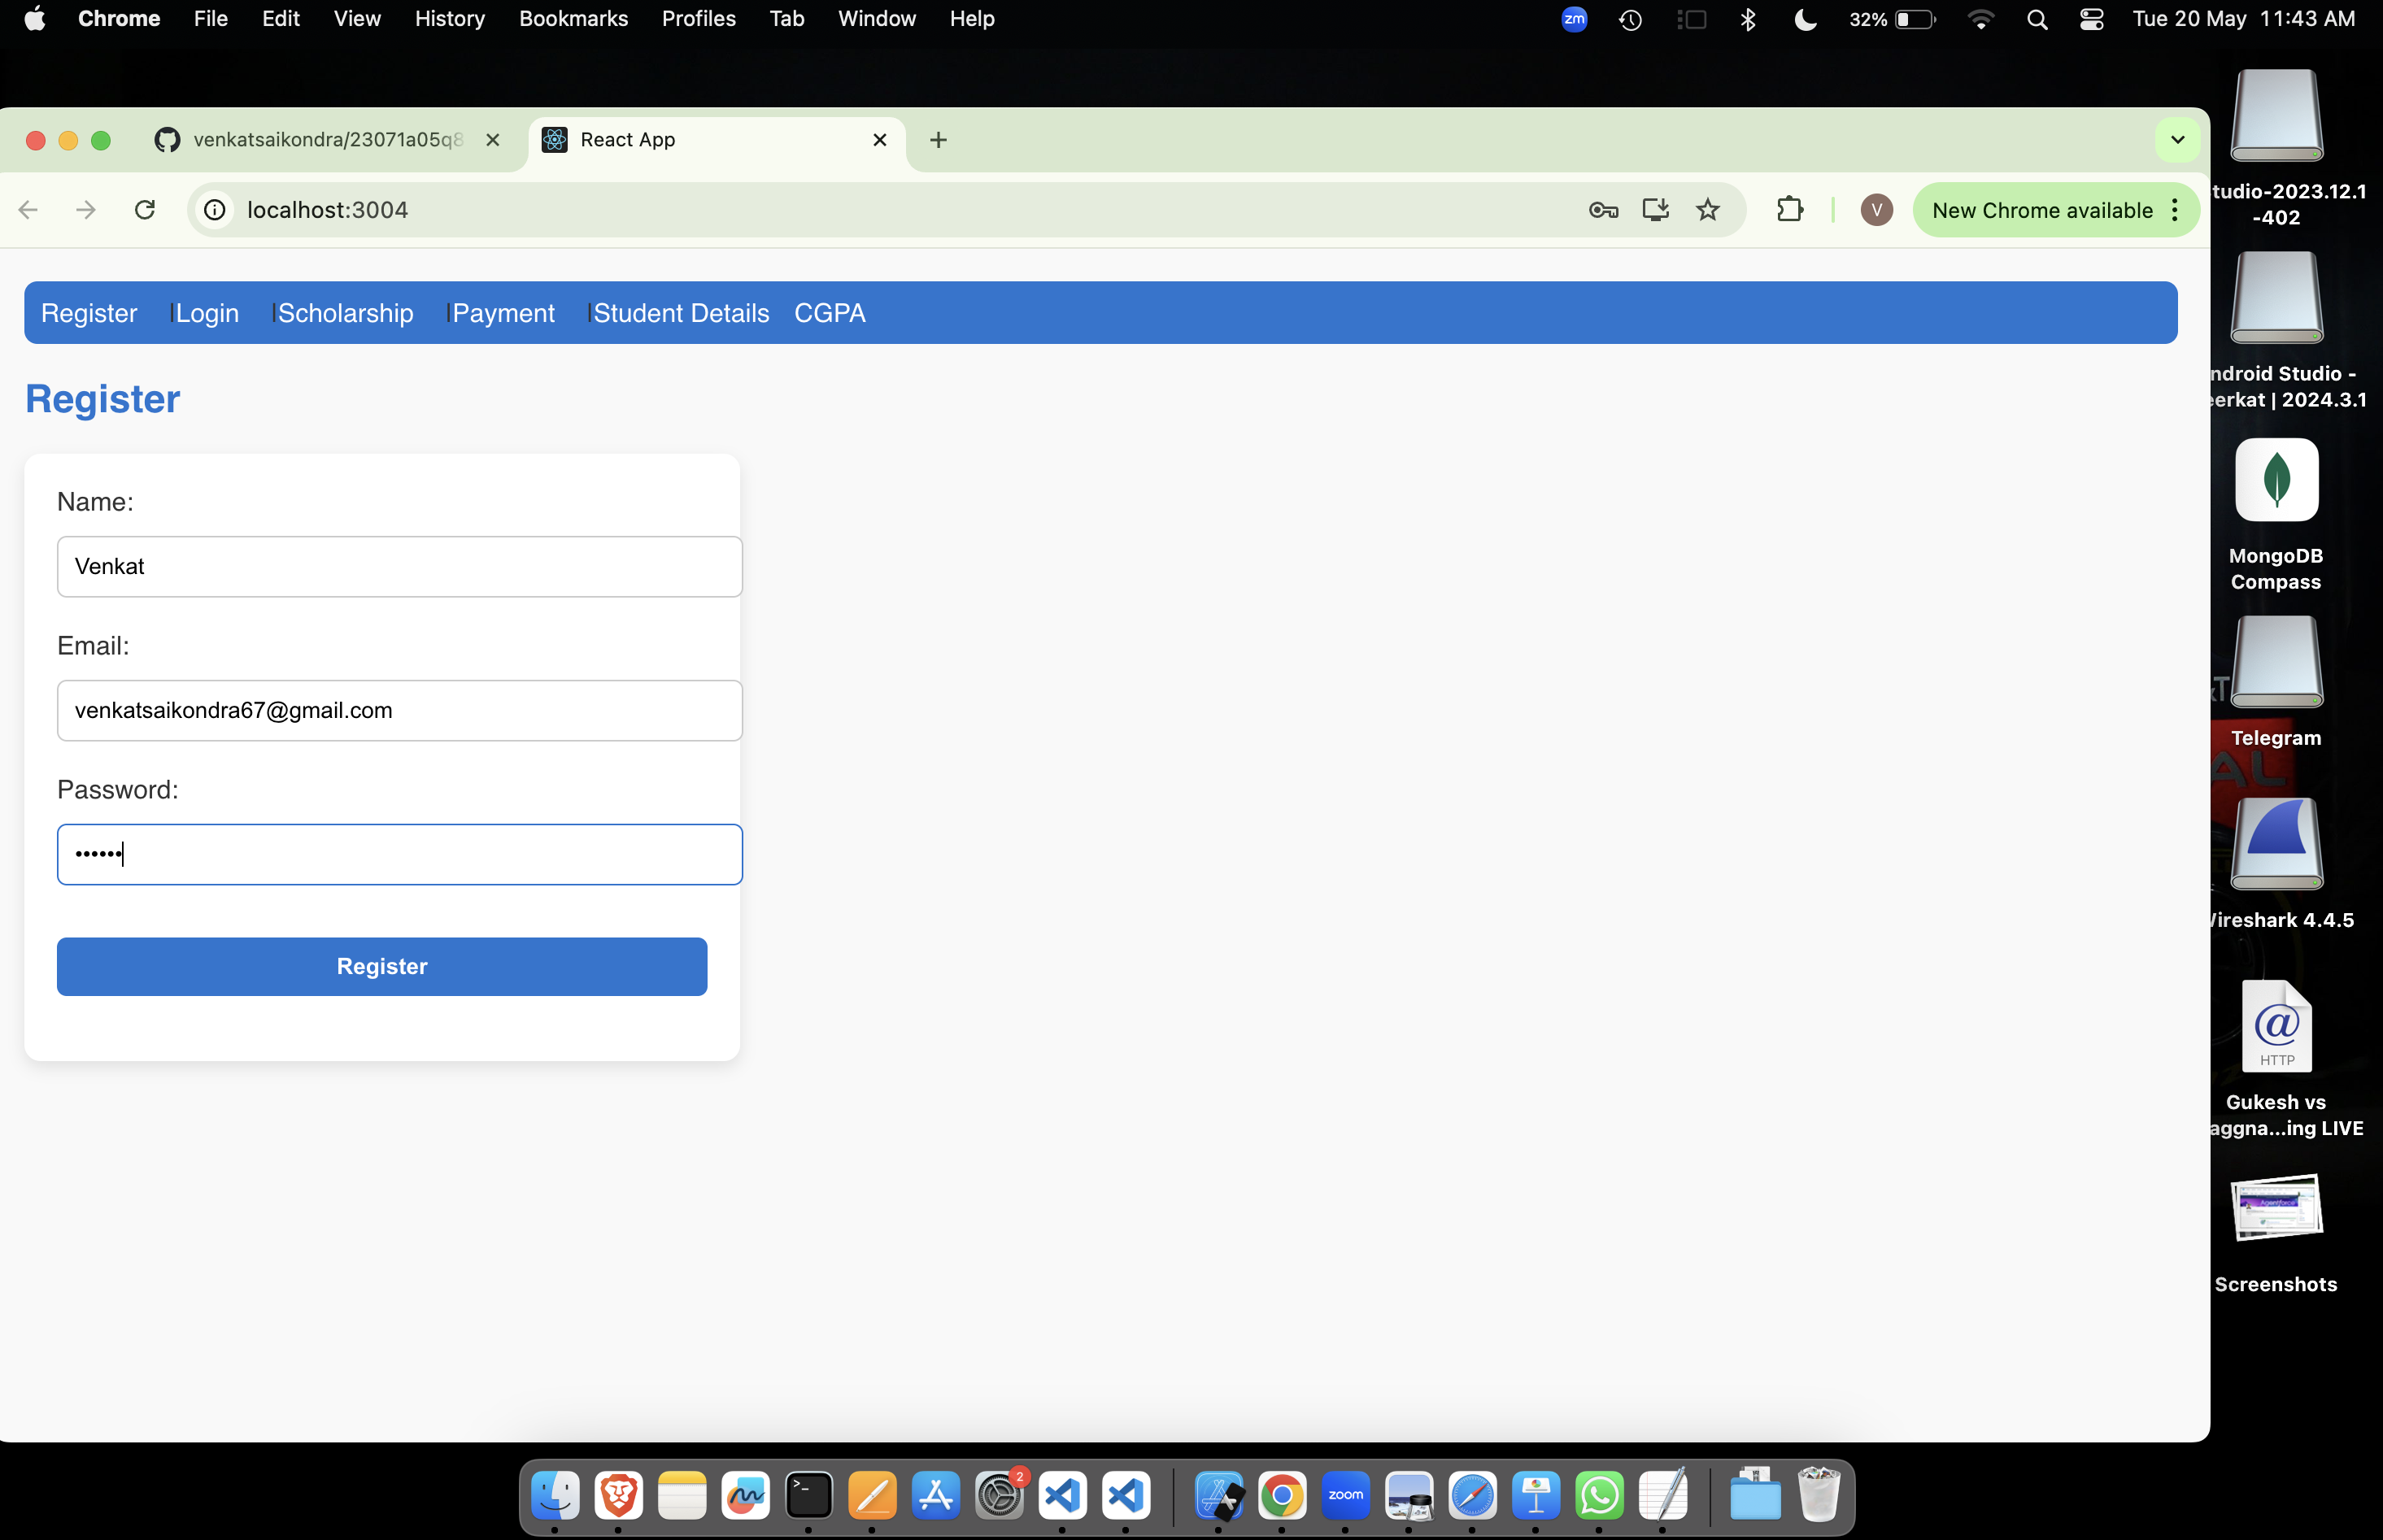 Chrome File Edit View History Bookmarks Profiles Tab Window Help zm 32% Tue 20 May 11:43 AM
venkatsaikondra/23071a05q8 React App
localhost:3004 V New Chrome available
Register |Login |Scholarship |Payment |Student Details CGPA
Register
Name:
Venkat
Email:
venkatsaikondra67@gmail.com
Password:
••••••
Register
tudio-2023.12.1
-402
ndroid Studio -
eerkat | 2024.3.1
MongoDB
Compass
Telegram
AL
Wireshark 4.4.5
HTTP
Gukesh vs
aggna...ing LIVE
Screenshots
2
zoom